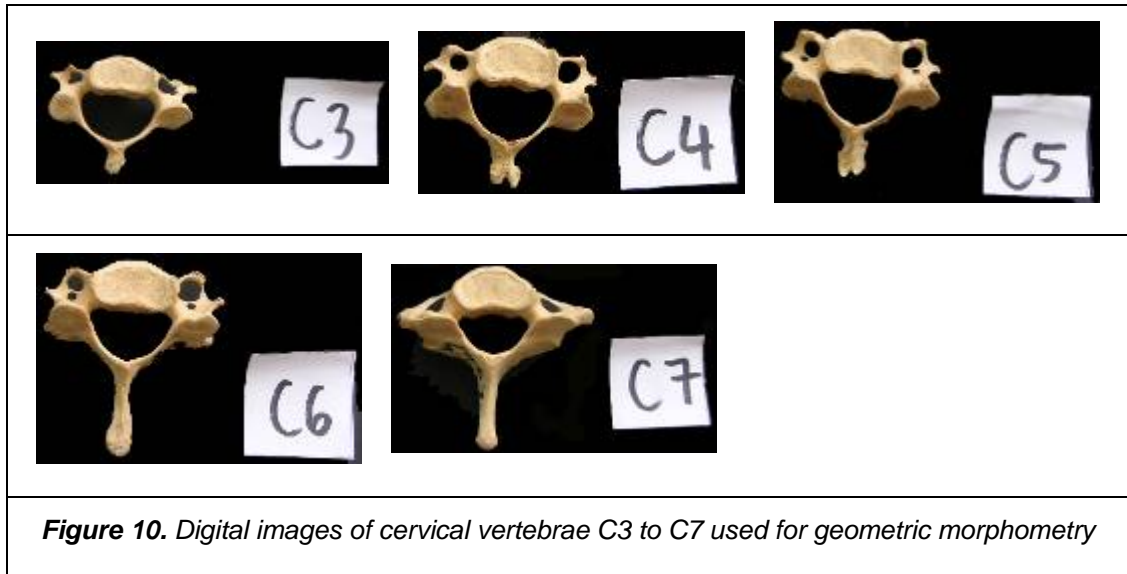 C3
C4
C5
C6
C7
Figure 10. Digital images of cervical vertebrae C3 to C7 used for geometric morphometry